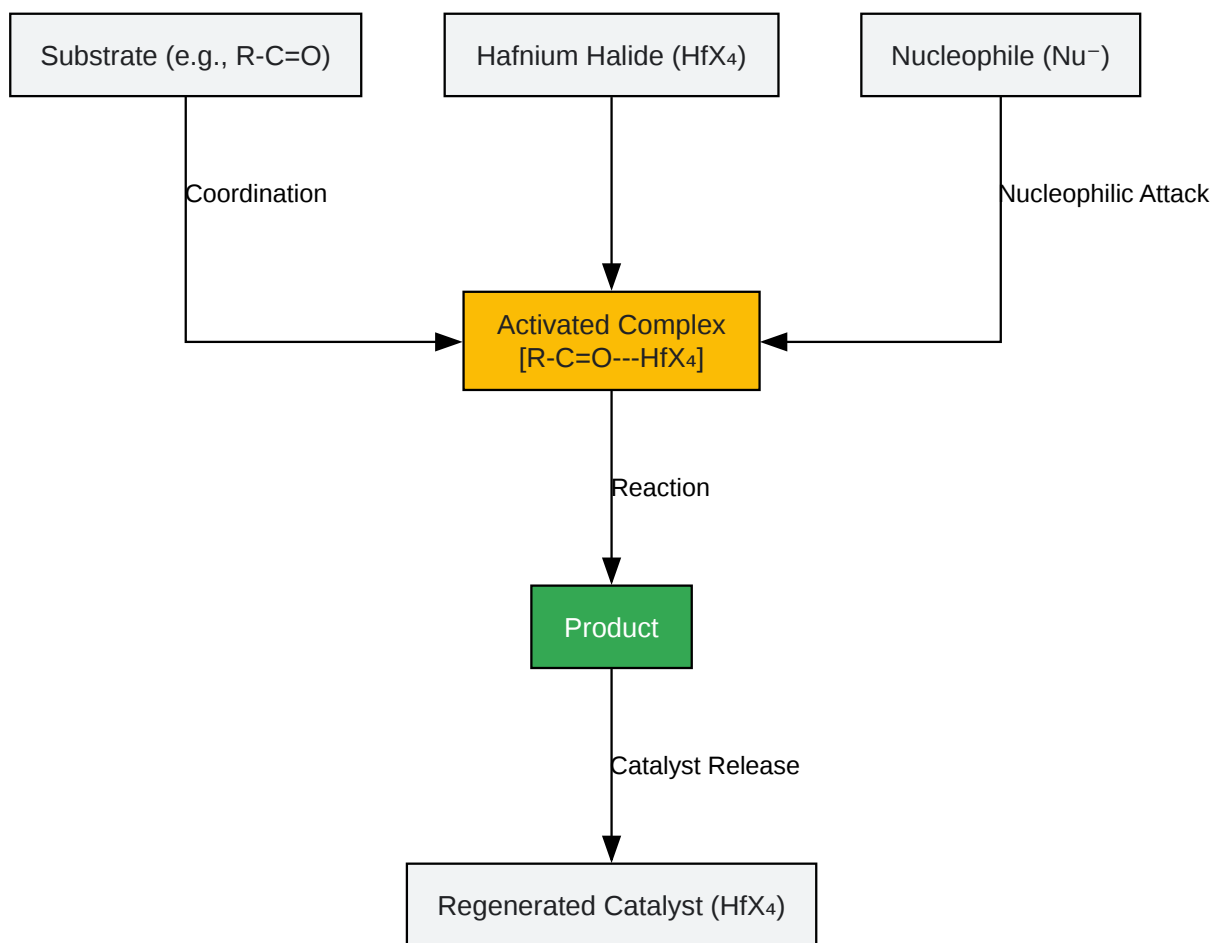 Substrate (e.g., R-C=O)
Hafnium Halide (HfX₄)
Nucleophile (Nu⁻)
Coordination
Nucleophilic Attack
Activated Complex
[R-C=O---HfX₄]
Reaction
Product
Catalyst Release
Regenerated Catalyst (HfX₄)